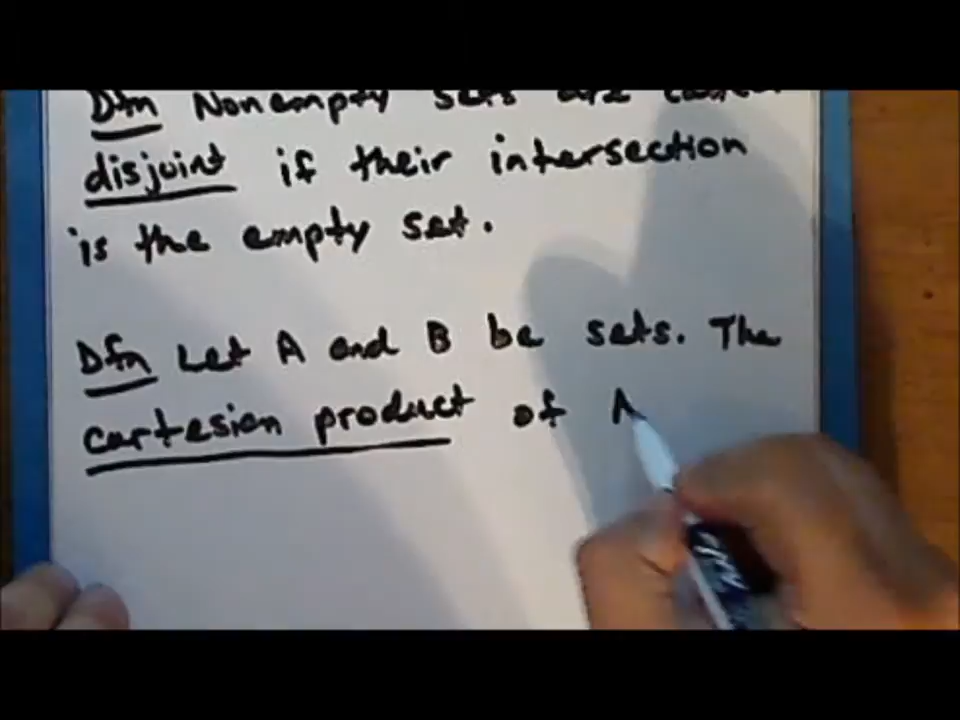 Dfn Nonempty sets are called
disjoint if their intersection
is the empty set.
Dfn Let A and B be sets. The
cartesian product of A